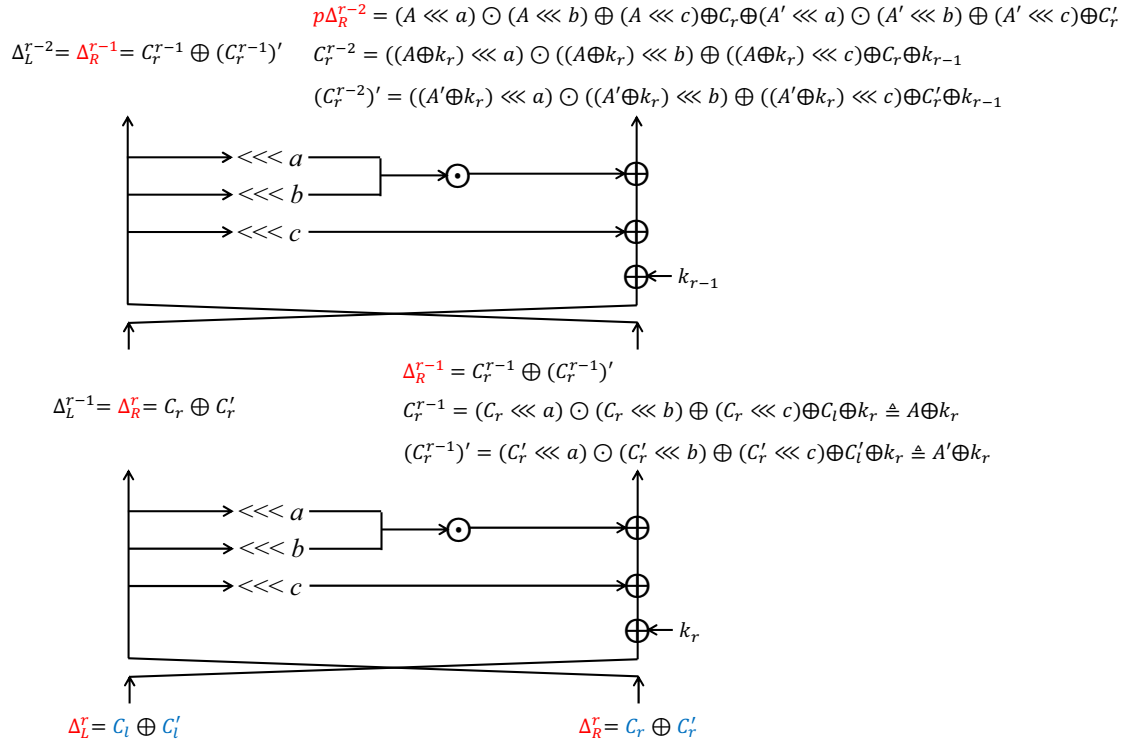 pΔ_R^{r−2} = (A ⋘ a) ⊙ (A ⋘ b) ⊕ (A ⋘ c)⊕C_r⊕(A′ ⋘ a) ⊙ (A′ ⋘ b) ⊕ (A′ ⋘ c)⊕C_r′
Δ_L^{r−2}= Δ_R^{r−1}= C_r^{r−1} ⊕ (C_r^{r−1})′
C_r^{r−2} = ((A⊕k_r) ⋘ a) ⊙ ((A⊕k_r) ⋘ b) ⊕ ((A⊕k_r) ⋘ c)⊕C_r⊕k_{r−1}
(C_r^{r−2})′ = ((A′⊕k_r) ⋘ a) ⊙ ((A′⊕k_r) ⋘ b) ⊕ ((A′⊕k_r) ⋘ c)⊕C_r′⊕k_{r−1}
<<< a
<<< b
<<< c
k_{r−1}
Δ_R^{r−1} = C_r^{r−1} ⊕ (C_r^{r−1})′
Δ_L^{r−1}= Δ_R^r= C_r ⊕ C_r′
C_r^{r−1} = (C_r ⋘ a) ⊙ (C_r ⋘ b) ⊕ (C_r ⋘ c)⊕C_l⊕k_r ≜ A⊕k_r
(C_r^{r−1})′ = (C_r′ ⋘ a) ⊙ (C_r′ ⋘ b) ⊕ (C_r′ ⋘ c)⊕C_l′⊕k_r ≜ A′⊕k_r
<<< a
<<< b
<<< c
k_r
Δ_L^r= C_l ⊕ C_l′
Δ_R^r= C_r ⊕ C_r′